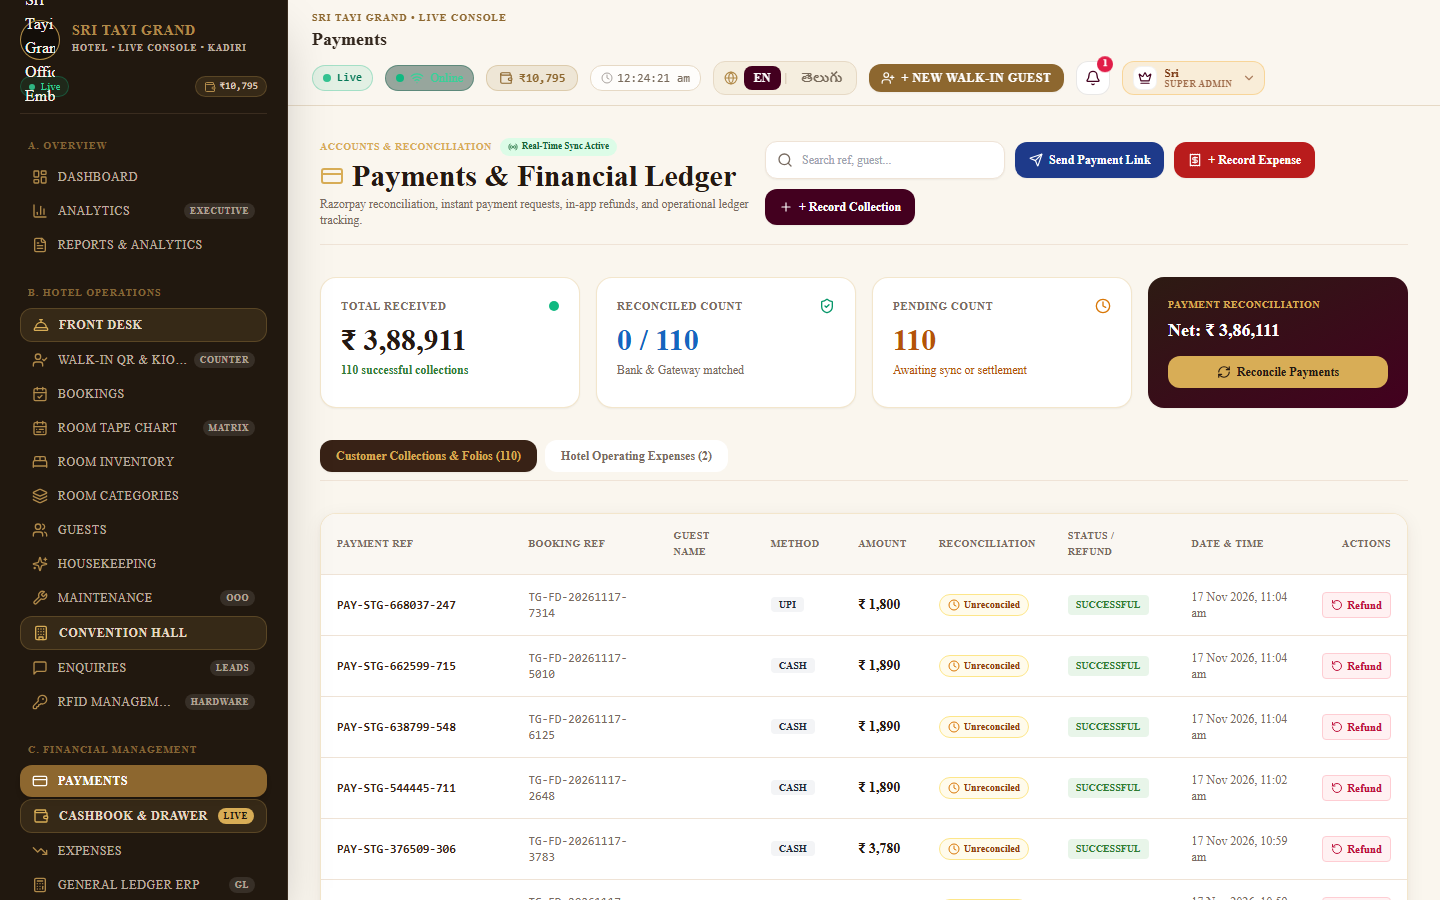 Sri
Tayi
Gran
Offic
Emb
SRI TAYI GRAND
HOTEL • LIVE CONSOLE • KADIRI
Live
₹10,795
A. OVERVIEW
DASHBOARD
ANALYTICS EXECUTIVE
REPORTS & ANALYTICS
B. HOTEL OPERATIONS
FRONT DESK
WALK-IN QR & KIO... COUNTER
BOOKINGS
ROOM TAPE CHART MATRIX
ROOM INVENTORY
ROOM CATEGORIES
GUESTS
HOUSEKEEPING
MAINTENANCE OOO
CONVENTION HALL
ENQUIRIES LEADS
RFID MANAGEM... HARDWARE
C. FINANCIAL MANAGEMENT
PAYMENTS
CASHBOOK & DRAWER LIVE
EXPENSES
GENERAL LEDGER ERP GL
SRI TAYI GRAND • LIVE CONSOLE
Payments
Live
₹10,795
12:24:21 am
EN | తెలుగు
+ NEW WALK-IN GUEST
1
Sri
SUPER ADMIN
ACCOUNTS & RECONCILIATION Real-Time Sync Active
Payments & Financial Ledger
Razorpay reconciliation, instant payment requests, in-app refunds, and operational ledger
tracking.
Search ref, guest...
Send Payment Link
+ Record Expense
+ Record Collection
TOTAL RECEIVED
₹ 3,88,911
110 successful collections
RECONCILED COUNT
0 / 110
Bank & Gateway matched
PENDING COUNT
110
Awaiting sync or settlement
PAYMENT RECONCILIATION
Net: ₹ 3,86,111
Reconcile Payments
Customer Collections & Folios (110)
Hotel Operating Expenses (2)
PAYMENT REF BOOKING REF GUEST NAME METHOD AMOUNT RECONCILIATION STATUS / REFUND DATE & TIME ACTIONS
PAY-STG-668037-247 TG-FD-20261117-7314 UPI ₹ 1,800 Unreconciled SUCCESSFUL 17 Nov 2026, 11:04 am Refund
PAY-STG-662599-715 TG-FD-20261117-5010 CASH ₹ 1,890 Unreconciled SUCCESSFUL 17 Nov 2026, 11:04 am Refund
PAY-STG-638799-548 TG-FD-20261117-6125 CASH ₹ 1,890 Unreconciled SUCCESSFUL 17 Nov 2026, 11:04 am Refund
PAY-STG-544445-711 TG-FD-20261117-2648 CASH ₹ 1,890 Unreconciled SUCCESSFUL 17 Nov 2026, 11:02 am Refund
PAY-STG-376509-306 TG-FD-20261117-3783 CASH ₹ 3,780 Unreconciled SUCCESSFUL 17 Nov 2026, 10:59 am Refund